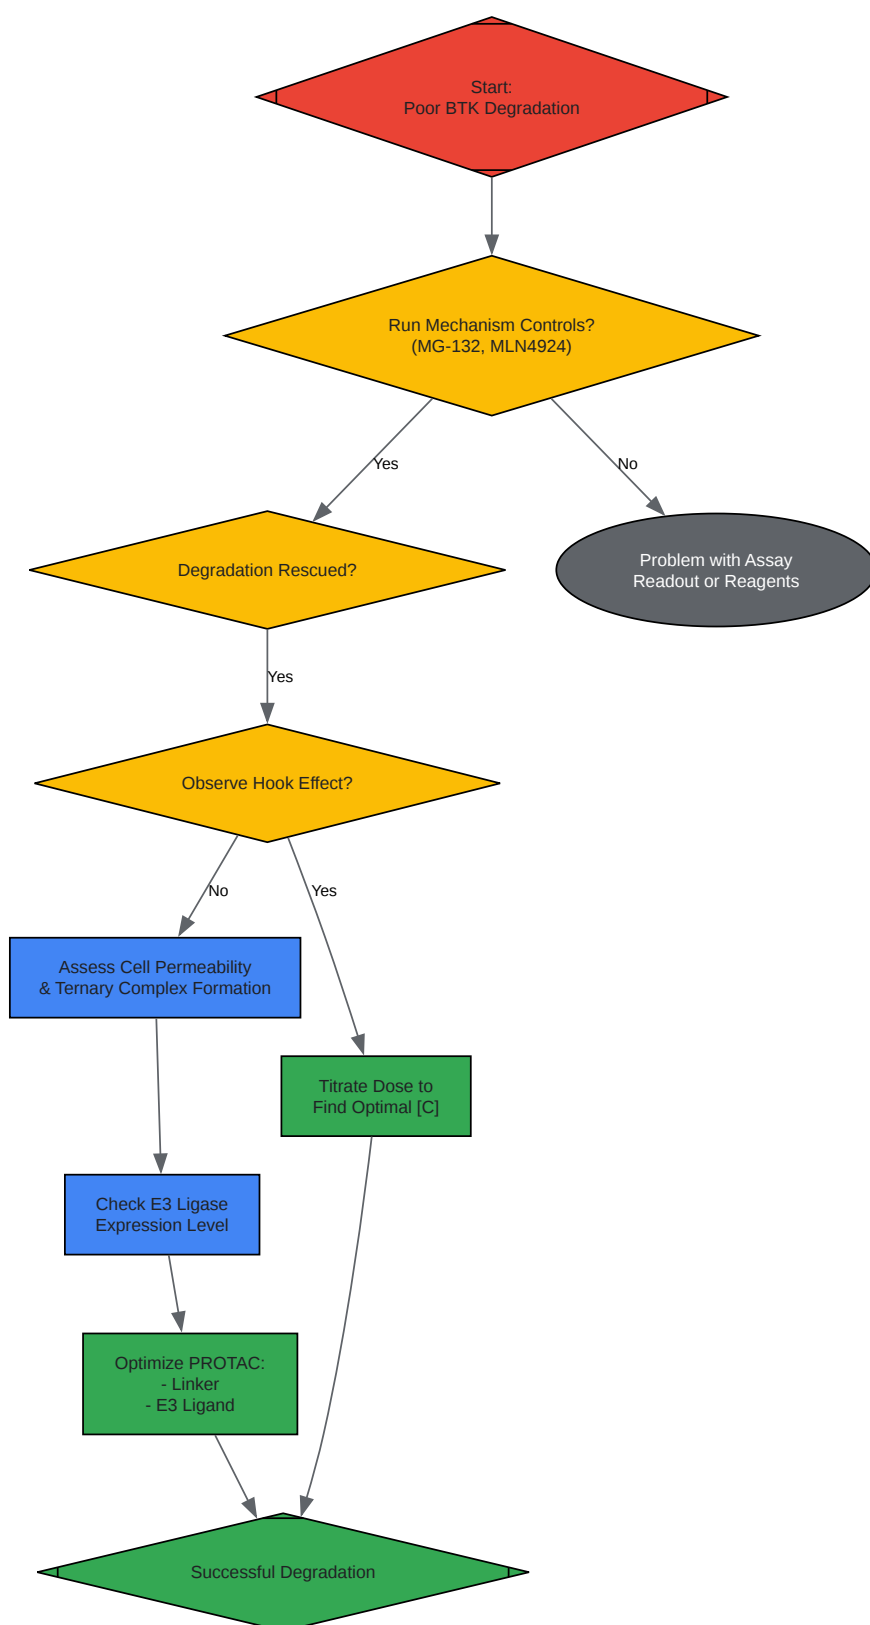 Start:
Poor BTK Degradation
Run Mechanism Controls?
(MG-132, MLN4924)
Yes
No
Degradation Rescued?
Problem with Assay
Readout or Reagents
Yes
Observe Hook Effect?
No
Yes
Assess Cell Permeability
& Ternary Complex Formation
Titrate Dose to
Find Optimal [C]
Check E3 Ligase
Expression Level
Optimize PROTAC:
- Linker
- E3 Ligand
Successful Degradation